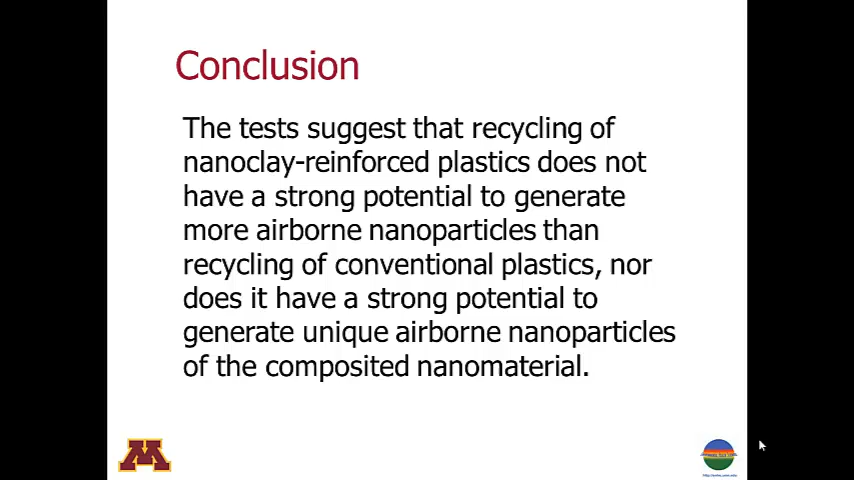 Conclusion
The tests suggest that recycling of
nanoclay-reinforced plastics does not
have a strong potential to generate
more airborne nanoparticles than
recycling of conventional plastics, nor
does it have a strong potential to
generate unique airborne nanoparticles
of the composited nanomaterial.
M